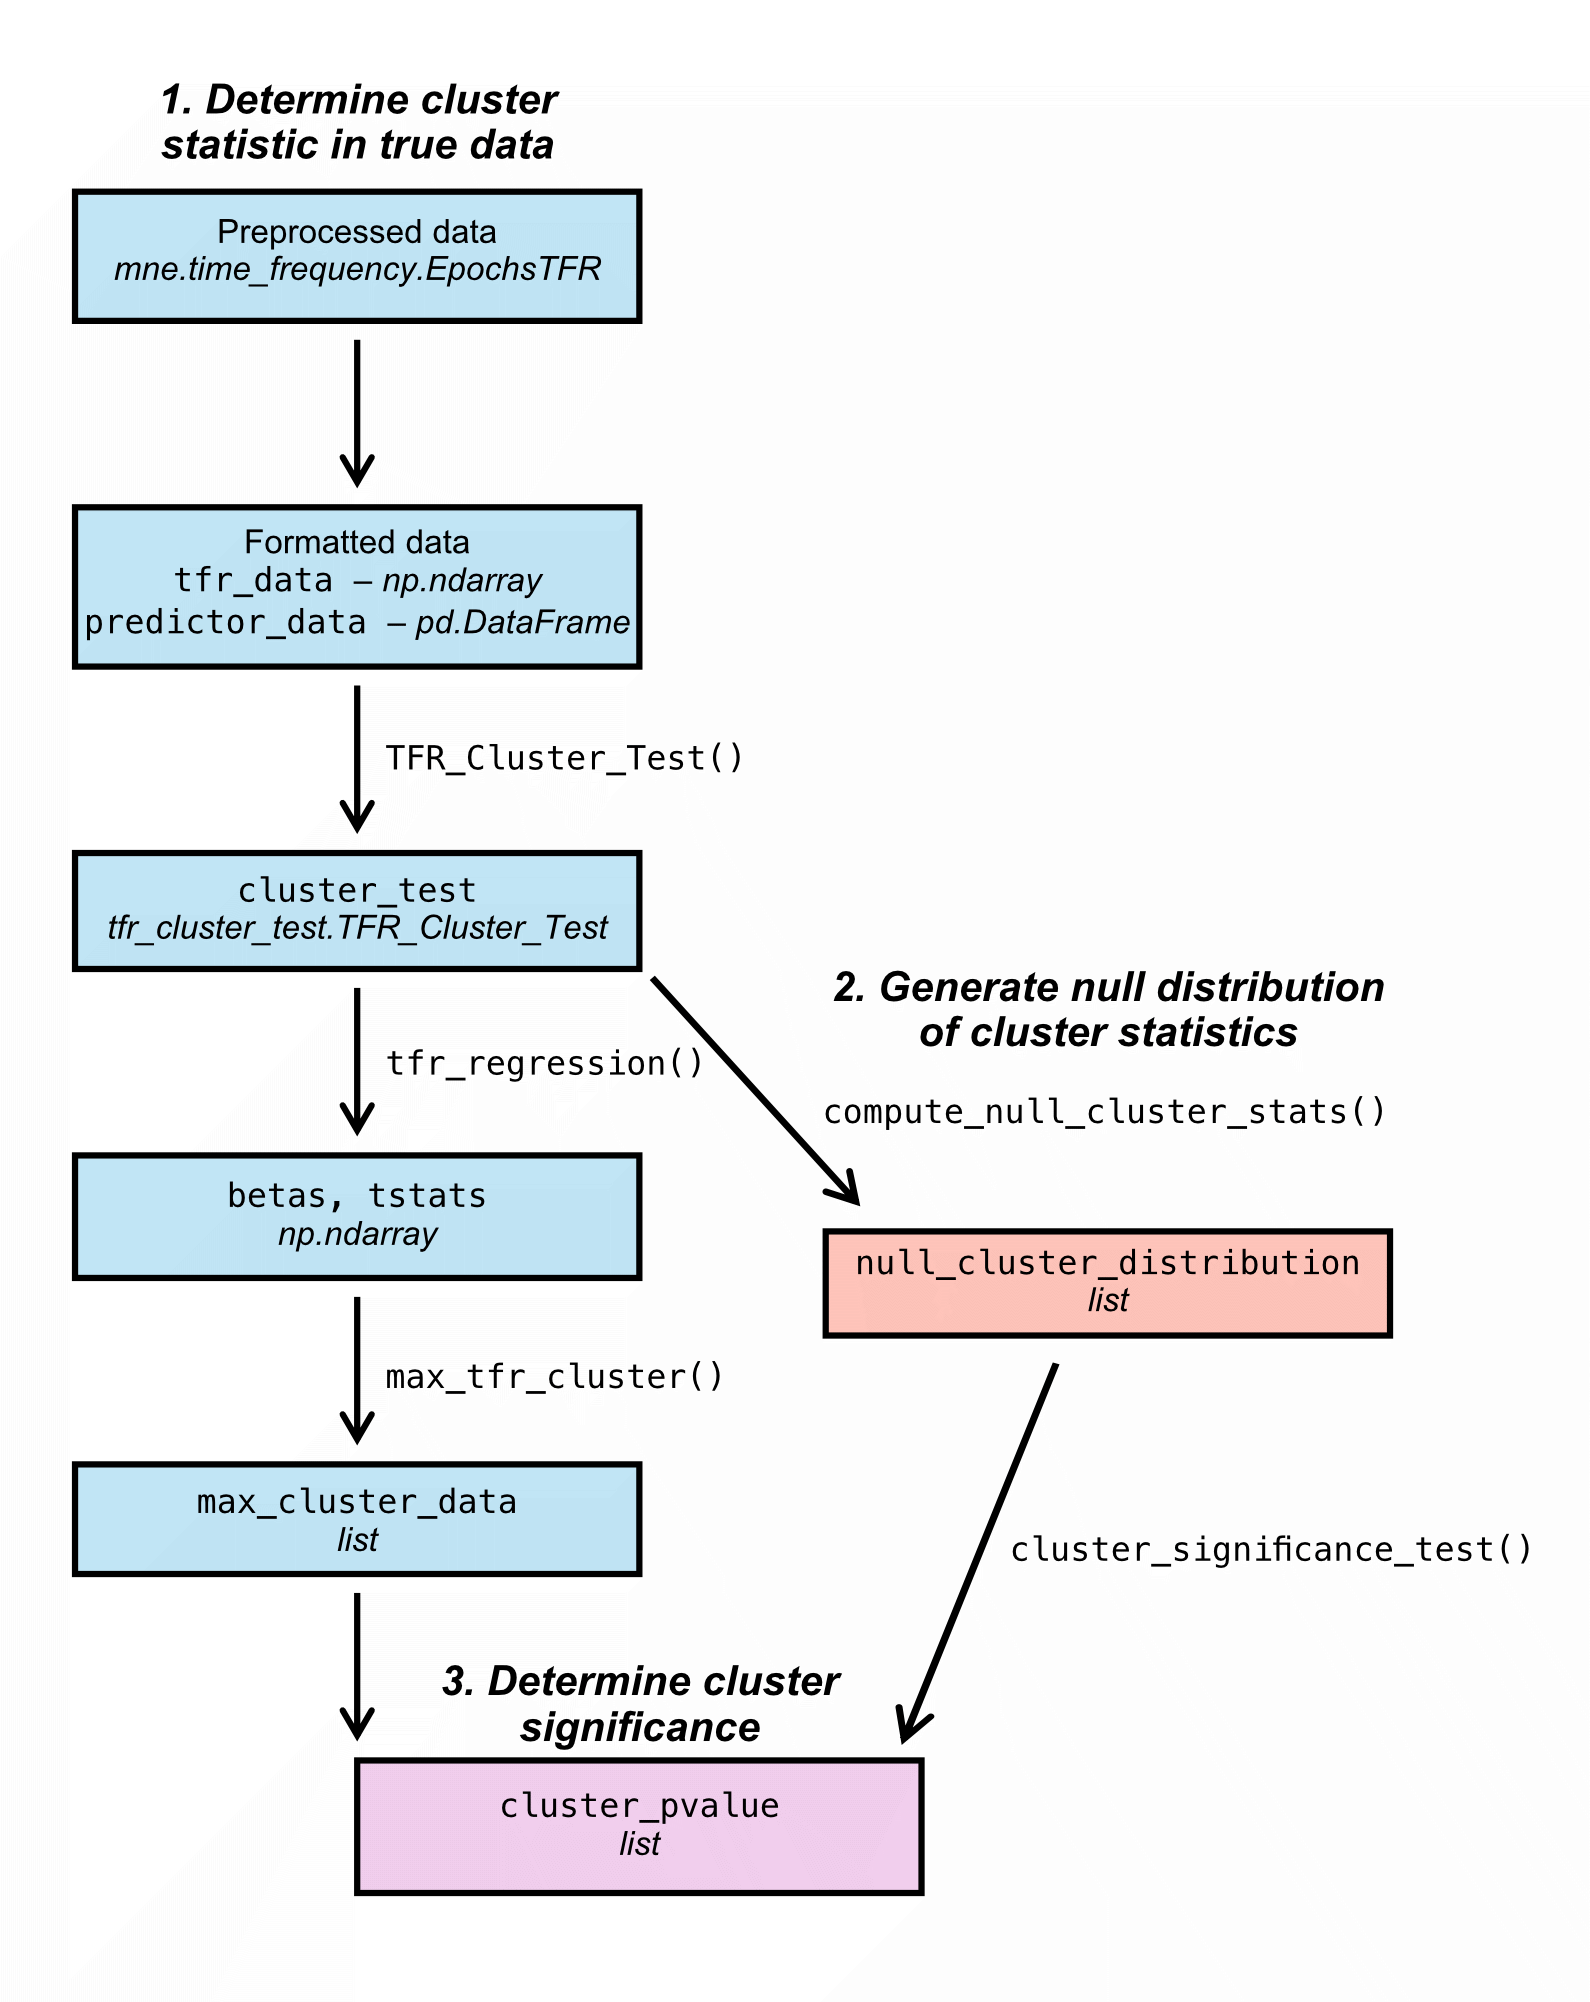 1. Determine cluster
statistic in true data
Preprocessed data
mne.time_frequency.EpochsTFR
Formatted data
tfr_data – np.ndarray
predictor_data – pd.DataFrame
TFR_Cluster_Test()
cluster_test
tfr_cluster_test.TFR_Cluster_Test
tfr_regression()
2. Generate null distribution
of cluster statistics
compute_null_cluster_stats()
betas, tstats
np.ndarray
null_cluster_distribution
list
max_tfr_cluster()
max_cluster_data
list
cluster_significance_test()
3. Determine cluster
significance
cluster_pvalue
list